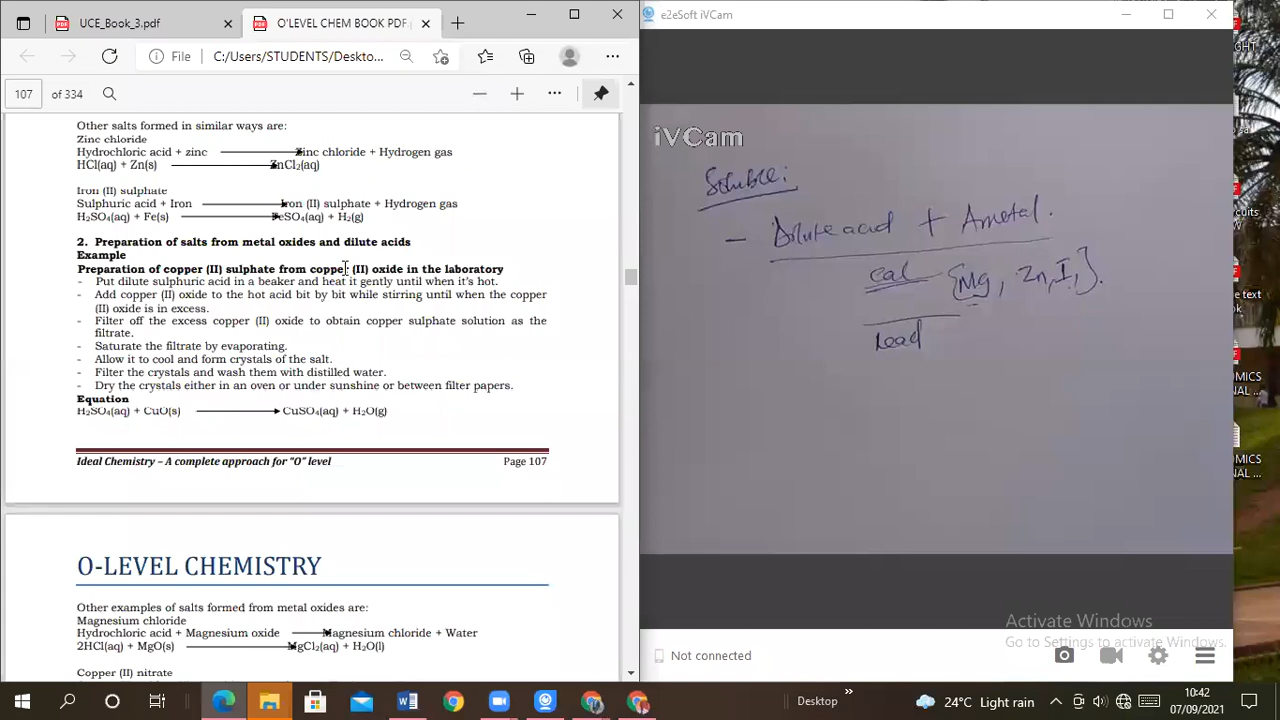 UCE_Book_3.pdf
O'LEVEL CHEM BOOK PDF
e2eSoft iVCam
File
C:/Users/STUDENTS/Deskto...
107 of 334
Other salts formed in similar ways are:
Zinc chloride
Hydrochloric acid + zinc Zinc chloride + Hydrogen gas
HCl(aq) + Zn(s) ZnCl2(aq)
Iron (II) sulphate
Sulphuric acid + Iron Iron (II) sulphate + Hydrogen gas
H2SO4(aq) + Fe(s) FeSO4(aq) + H2(g)
2. Preparation of salts from metal oxides and dilute acids
Example
Preparation of copper (II) sulphate from copper (II) oxide in the laboratory
- Put dilute sulphuric acid in a beaker and heat it gently until when it's hot.
- Add copper (II) oxide to the hot acid bit by bit while stirring until when the copper
(II) oxide is in excess.
- Filter off the excess copper (II) oxide to obtain copper sulphate solution as the
filtrate.
- Saturate the filtrate by evaporating.
- Allow it to cool and form crystals of the salt.
- Filter the crystals and wash them with distilled water.
- Dry the crystals either in an oven or under sunshine or between filter papers.
Equation
H2SO4(aq) + CuO(s) CuSO4(aq) + H2O(g)
Ideal Chemistry – A complete approach for "O" level Page 107
O-LEVEL CHEMISTRY
Other examples of salts formed from metal oxides are:
Magnesium chloride
Hydrochloric acid + Magnesium oxide Magnesium chloride + Water
2HCl(aq) + MgO(s) MgCl2(aq) + H2O(l)
Copper (II) nitrate
iVCam
Soluble:
- Dilute acid + A metal.
{Mg, Zn,
Lead
Activate Windows
Go to Settings to activate Windows.
Not connected
Desktop
24°C Light rain
10:42
07/09/2021